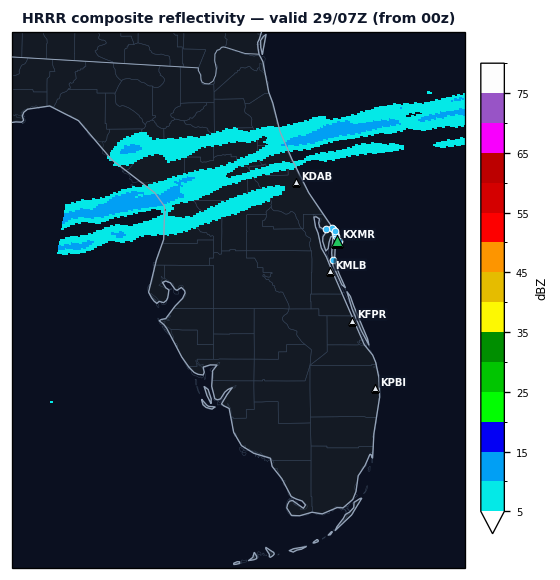 HRRR composite reflectivity — valid 29/07Z (from 00z)
KDAB
KXMR
KMLB
KFPR
KPBI
75
65
55
45
35
25
15
5
dBZ